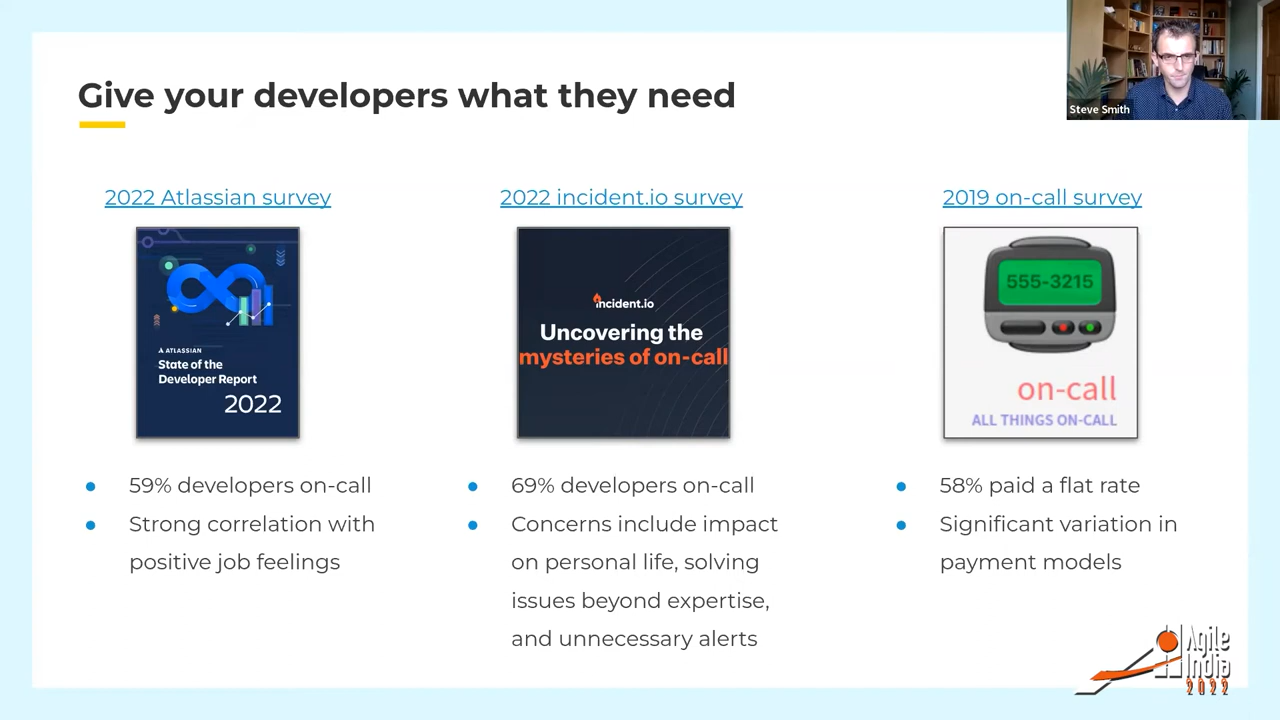 Give your developers what they need
Steve Smith
2022 Atlassian survey
ATLASSIAN
State of the
Developer Report
2022
59% developers on-call
Strong correlation with
positive job feelings
2022 incident.io survey
incident.io
Uncovering the
mysteries of on-call
69% developers on-call
Concerns include impact
on personal life, solving
issues beyond expertise,
and unnecessary alerts
2019 on-call survey
555-3215
on-call
ALL THINGS ON-CALL
58% paid a flat rate
Significant variation in
payment models
Agile
India
2022